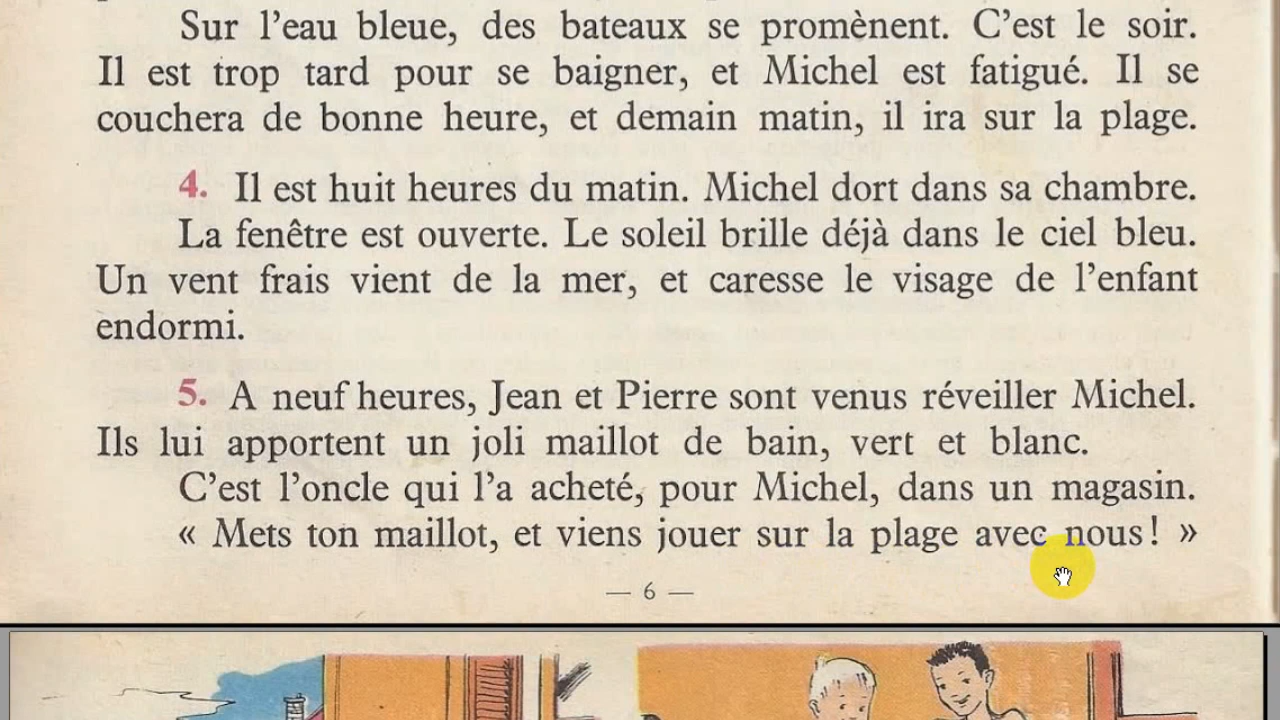 Sur l'eau bleue, des bateaux se promènent. C'est le soir.
Il est trop tard pour se baigner, et Michel est fatigué. Il se
couchera de bonne heure, et demain matin, il ira sur la plage.
4. Il est huit heures du matin. Michel dort dans sa chambre.
La fenêtre est ouverte. Le soleil brille déjà dans le ciel bleu.
Un vent frais vient de la mer, et caresse le visage de l'enfant
endormi.
5. A neuf heures, Jean et Pierre sont venus réveiller Michel.
Ils lui apportent un joli maillot de bain, vert et blanc.
C'est l'oncle qui l'a acheté, pour Michel, dans un magasin.
« Mets ton maillot, et viens jouer sur la plage avec nous! »
— 6 —